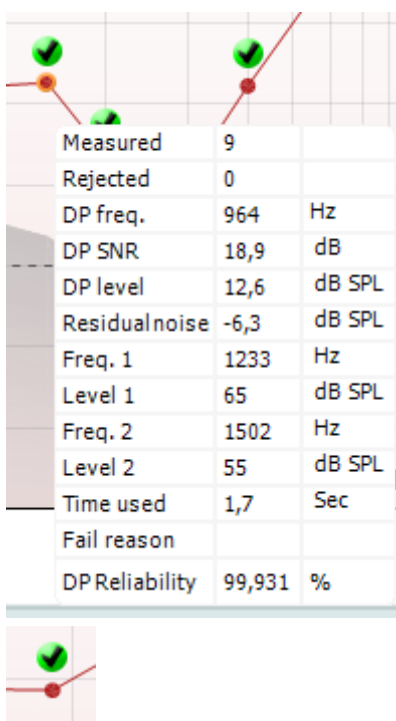 Measured 9
Rejected 0
DP freq. 964 Hz
DP SNR 18,9 dB
DP level 12,6 dB SPL
Residual noise -6,3 dB SPL
Freq. 1 1233 Hz
Level 1 65 dB SPL
Freq. 2 1502 Hz
Level 2 55 dB SPL
Time used 1,7 Sec
Fail reason
DP Reliability 99,931 %